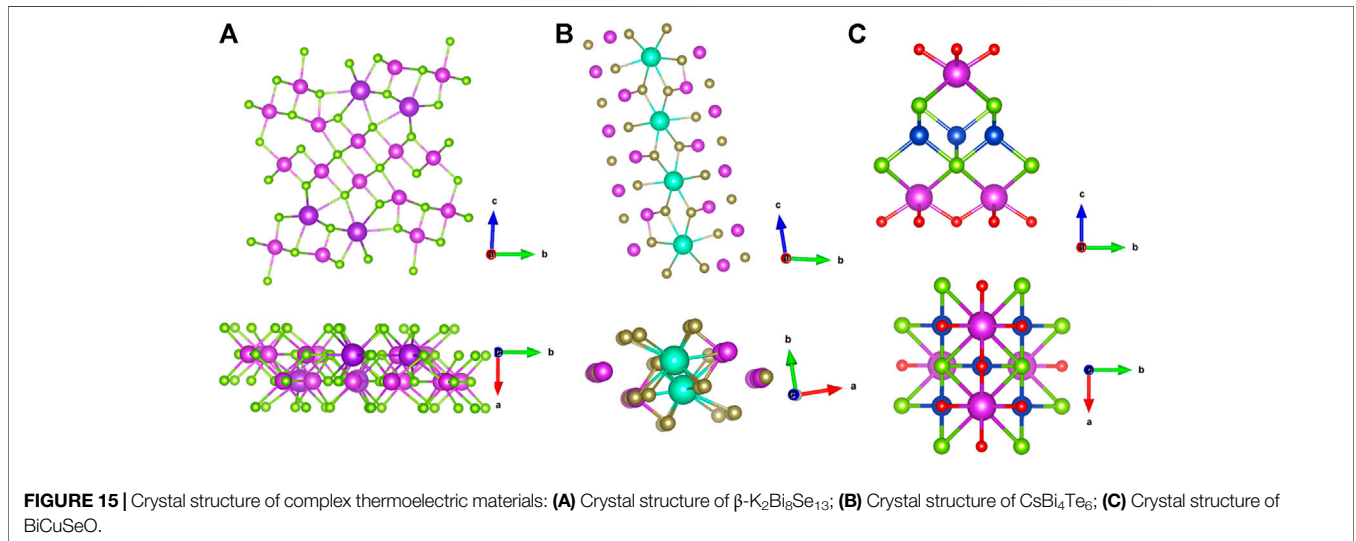 A
B
C
c
b
c
b
c
b
b
a
b
a
b
a
FIGURE 15 | Crystal structure of complex thermoelectric materials: (A) Crystal structure of β-K₂Bi₈Se₁₃; (B) Crystal structure of CsBi₄Te₆; (C) Crystal structure of
BiCuSeO.